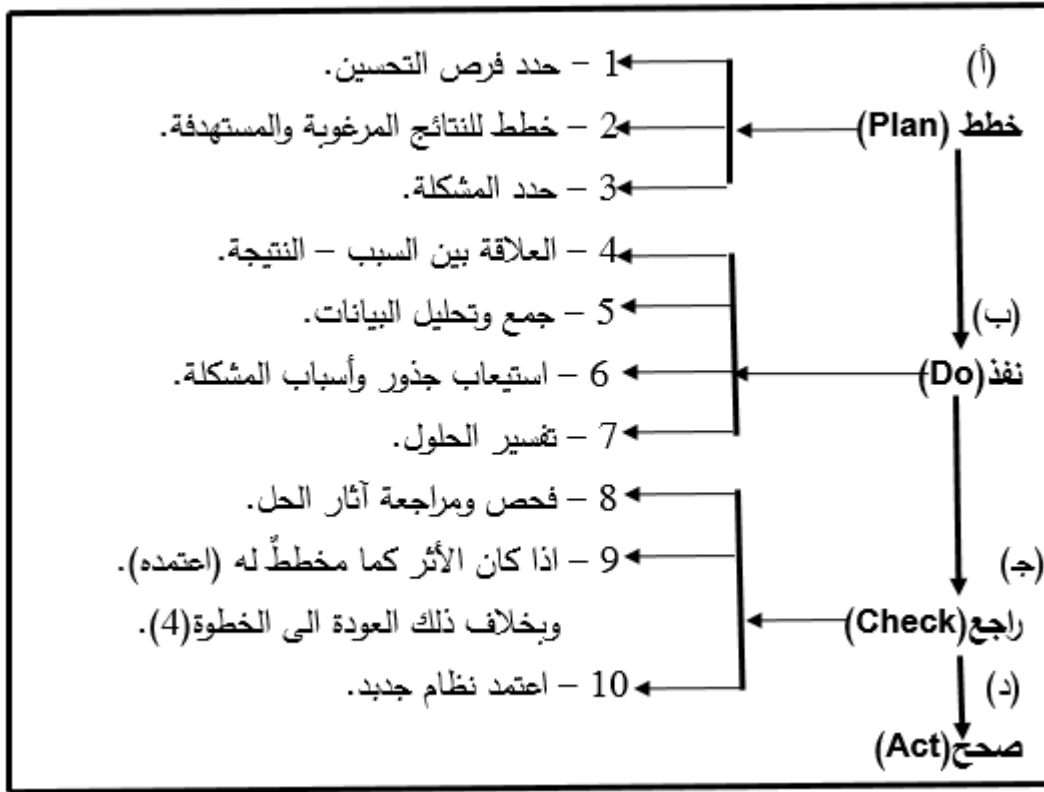 (أ)
خطط (Plan)
1 – حدد فرص التحسين.
2 – خطط للنتائج المرغوبة والمستهدفة.
3 – حدد المشكلة.
(ب)
نفذ(Do)
4 – العلاقة بين السبب – النتيجة.
5 – جمع وتحليل البيانات.
6 – استيعاب جذور وأسباب المشكلة.
7 – تفسير الحلول.
(جـ)
راجع(Check)
8 – فحص ومراجعة آثار الحل.
9 – اذا كان الأثر كما مخططٌ له (اعتمده).
وبخلاف ذلك العودة الى الخطوة(4).
10 – اعتمد نظام جديد.
(د)
صحح(Act)